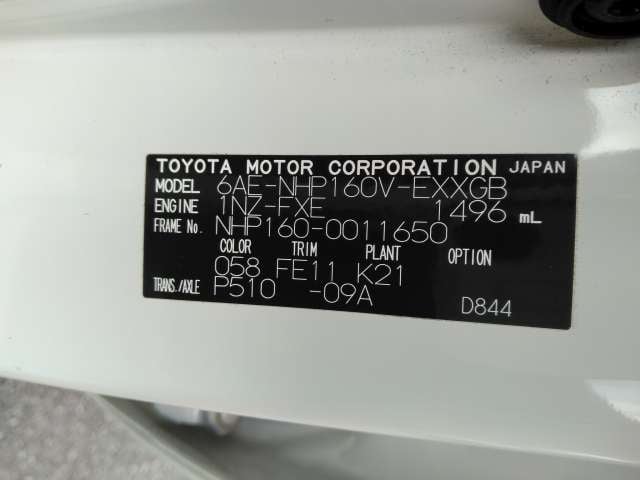 TOYOTA MOTOR CORPORATION JAPAN
MODEL 6AE-NHP160V-EXXGB
ENGINE 1NZ-FXE 1496 mL
FRAME No. NHP160-0011650
COLOR TRIM PLANT OPTION
058 FE11 K21
TRANS./AXLE P510 -09A
D844